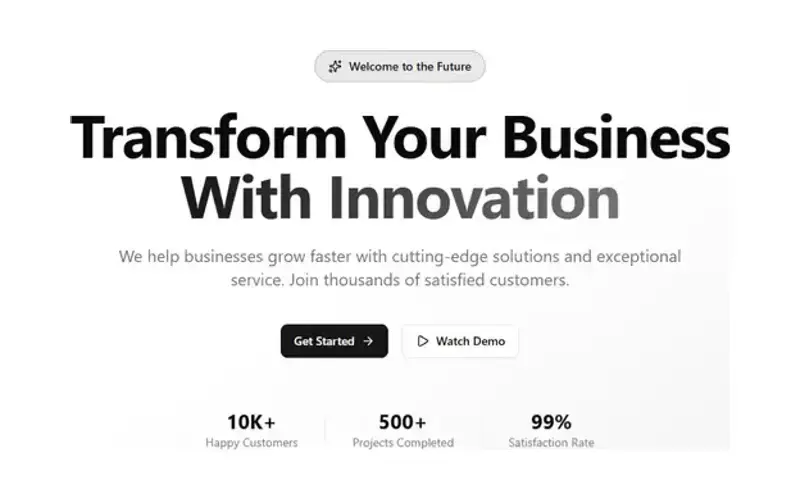 Welcome to the Future
Transform Your Business
With Innovation
We help businesses grow faster with cutting-edge solutions and exceptional
service. Join thousands of satisfied customers.
Get Started
Watch Demo
10K+
500+
99%
Happy Customers
Projects Completed
Satisfaction Rate